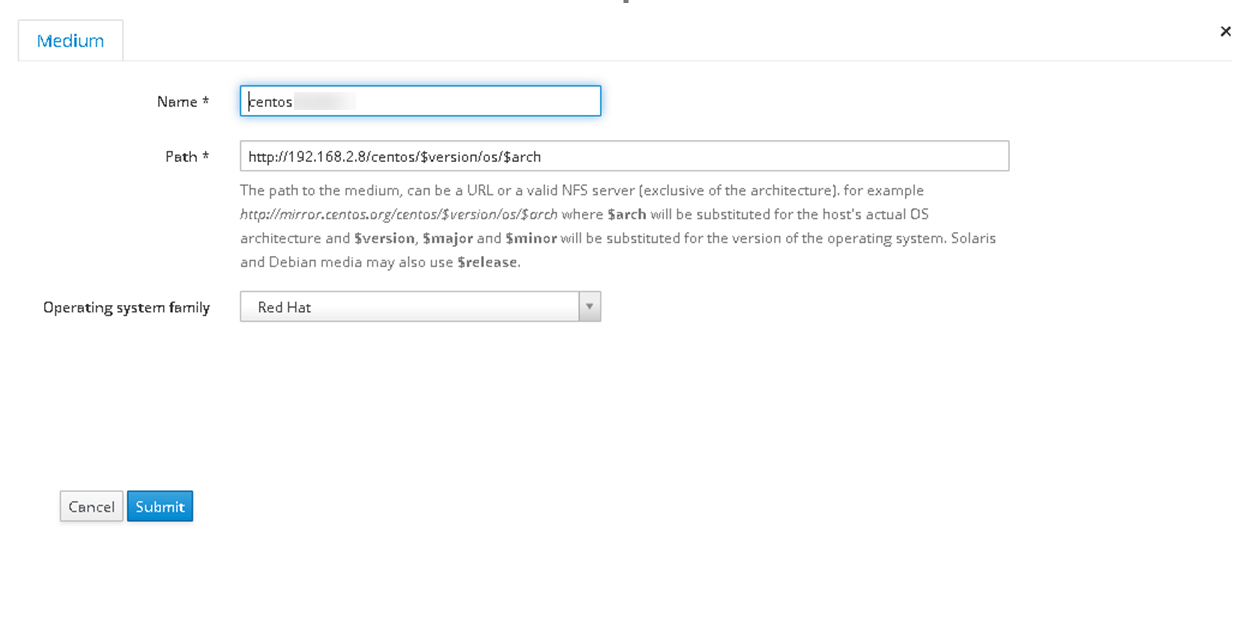 Medium
×
Name *
centos
Path *
http://192.168.2.8/centos/$version/os/$arch
The path to the medium, can be a URL or a valid NFS server (exclusive of the architecture). for example
http://mirror.centos.org/centos/$version/os/$arch where $arch will be substituted for the host's actual OS
architecture and $version, $major and $minor will be substituted for the version of the operating system. Solaris
and Debian media may also use $release.
Operating system family
Red Hat
Cancel
Submit